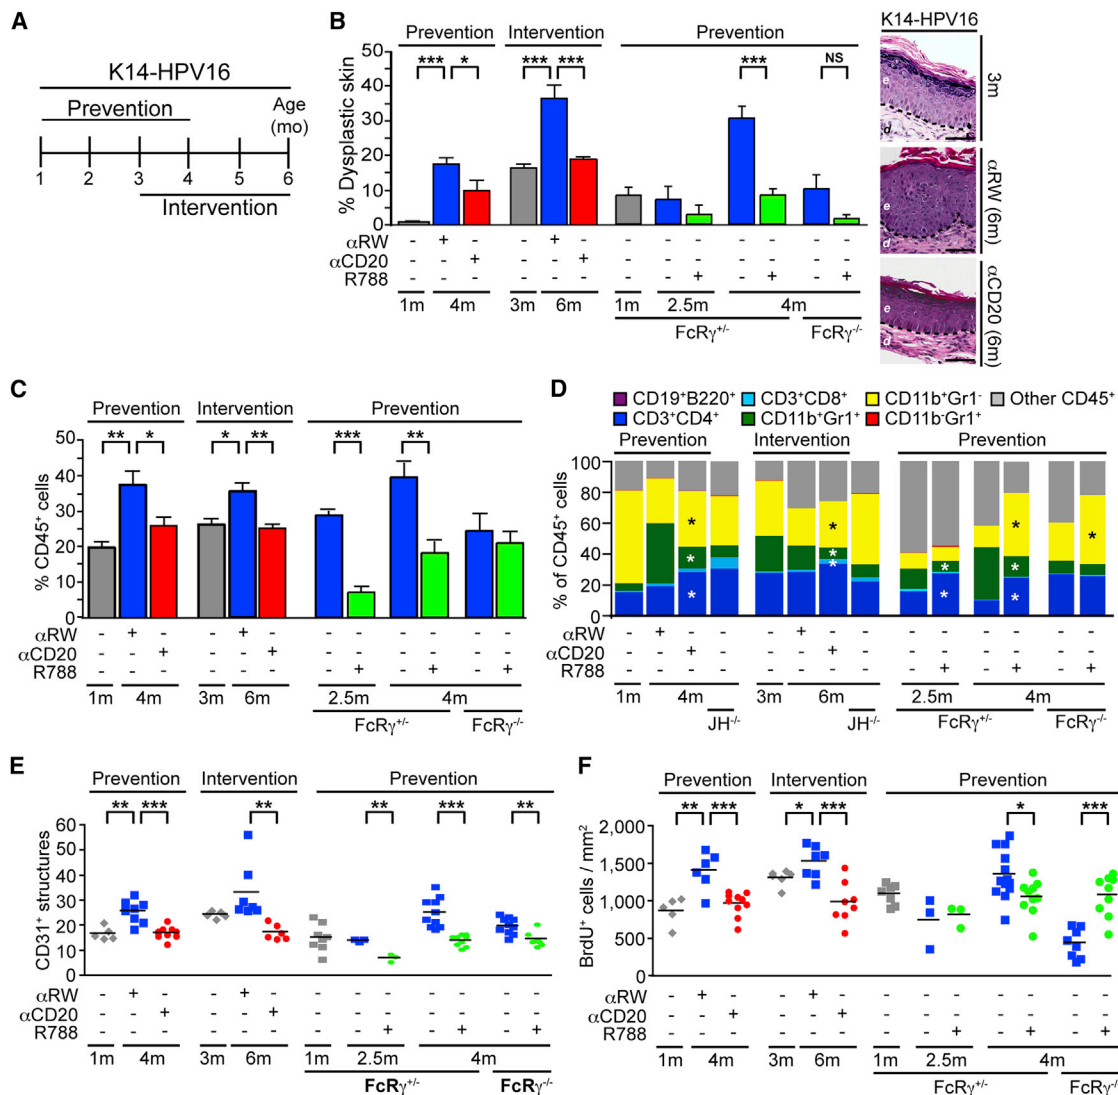 A
K14-HPV16
Prevention
Age
(mo)
1 2 3 4 5 6
Intervention
B
Prevention Intervention Prevention
*** * *** *** *** NS
% Dysplastic skin
50
40
30
20
10
0
αRW - + - - + - - - - - - - -
αCD20 - - + - - + - - - - - - -
R788 - - - - - - - - + - + - +
1m 4m 3m 6m 1m 2.5m 4m
FcRγ+/- FcRγ-/-
K14-HPV16
e
d
3m
e
d
αRW (6m)
e
d
αCD20 (6m)
C
Prevention Intervention Prevention
** * * ** *** **
% CD45+ cells
50
40
30
20
10
0
αRW - + - - + - - - - - - -
αCD20 - - + - - + - - - - - -
R788 - - - - - - - + - + - +
1m 4m 3m 6m 2.5m 4m
FcRγ+/- FcRγ-/-
D
CD19+B220+ CD3+CD8+ CD11b+Gr1- Other CD45+
CD3+CD4+ CD11b+Gr1+ CD11b-Gr1+
Prevention Intervention Prevention
% of CD45+ cells
100
80
60
40
20
0
* * * * * * * * * * * *
αRW - + - - - + - - - - - - - -
αCD20 - - + - - - + - - - - - - -
R788 - - - - - - - - - + - + - +
1m 4m 3m 6m 2.5m 4m
JH-/- JH-/- FcRγ+/- FcRγ-/-
E
Prevention Intervention Prevention
** *** ** ** *** **
CD31+ structures
60
50
40
30
20
10
0
αRW - + - - + - - - - - - - -
αCD20 - - + - - + - - - - - - -
R788 - - - - - - - - + - + - +
1m 4m 3m 6m 1m 2.5m 4m
FcRγ+/- FcRγ-/-
F
Prevention Intervention Prevention
** *** * *** * ***
BrdU+ cells / mm2
2,000
1,500
1,000
500
0
αRW - + - - + - - - - - - - -
αCD20 - - + - - + - - - - - - -
R788 - - - - - - - - + - + - +
1m 4m 3m 6m 1m 2.5m 4m
FcRγ+/- FcRγ-/-